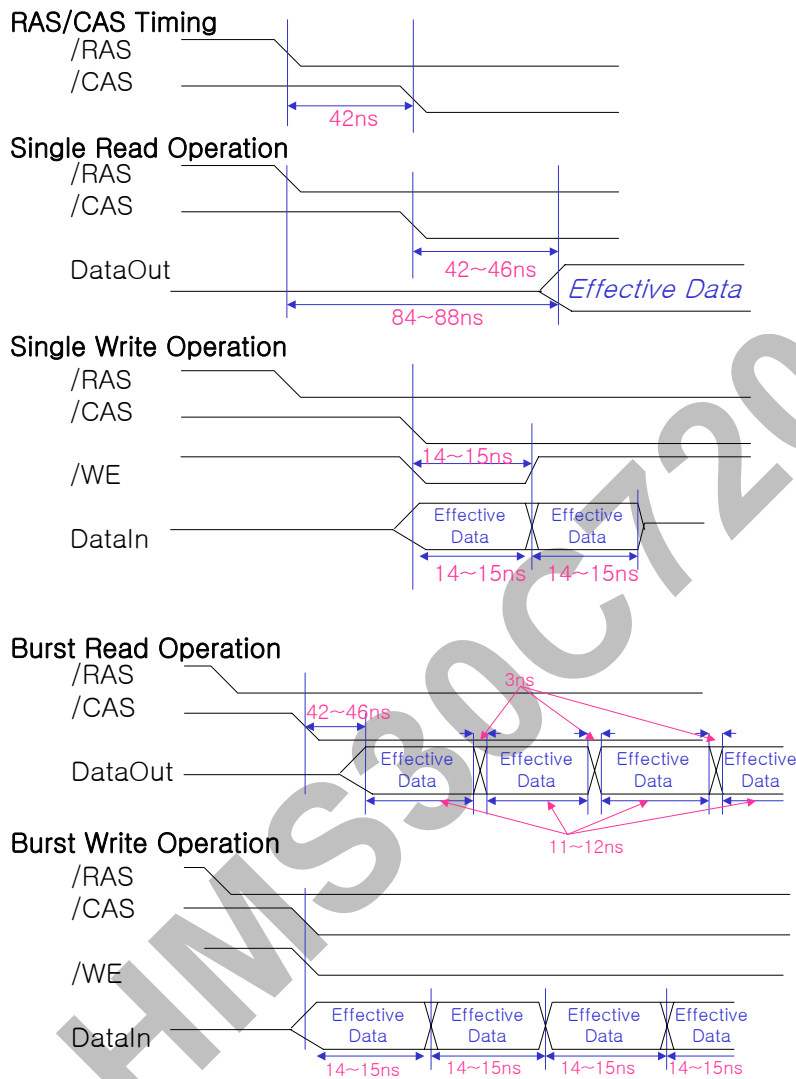 RAS/CAS Timing
/RAS
/CAS
42ns
Single Read Operation
/RAS
/CAS
42~46ns
DataOut
Effective Data
84~88ns
Single Write Operation
/RAS
/CAS
14~15ns
/WE
Effective Data
Effective Data
DataIn
14~15ns
14~15ns
Burst Read Operation
/RAS
3ns
/CAS
42~46ns
Effective Data
Effective Data
Effective Data
Effective Data
DataOut
11~12ns
Burst Write Operation
/RAS
/CAS
/WE
Effective Data
Effective Data
Effective Data
Effective Data
DataIn
14~15ns
14~15ns
14~15ns
14~15ns
HMS30C720